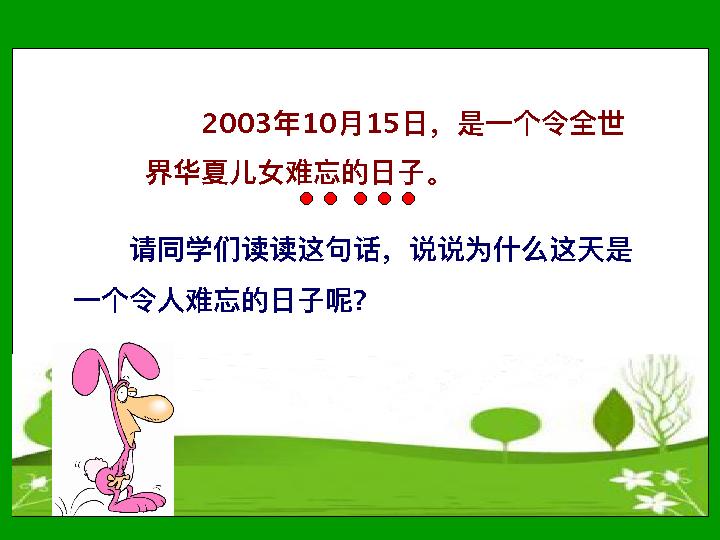 2003年10月15日，是一个令全世
界华夏儿女难忘的日子。
请同学们读读这句话，说说为什么这天是
一个令人难忘的日子呢？